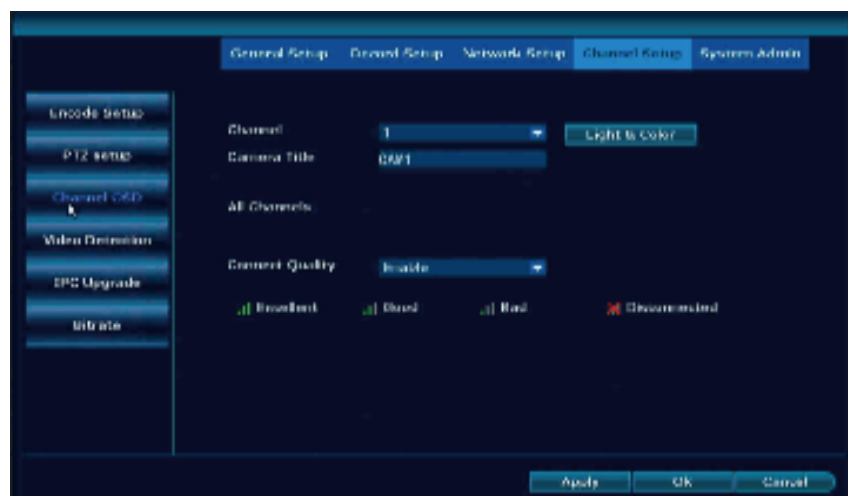 General Setup Record Setup Network Setup Channel Setup System Admin
Encode Setup
PTZ setup
Channel OSD
Video Detection
IPC Upgrade
Bitrate
Channel 1 Light & Color
Camera Title CAM1
All Channels
Connect Quality Enable
Excellent Good Bad Disconnected
Apply OK Cancel